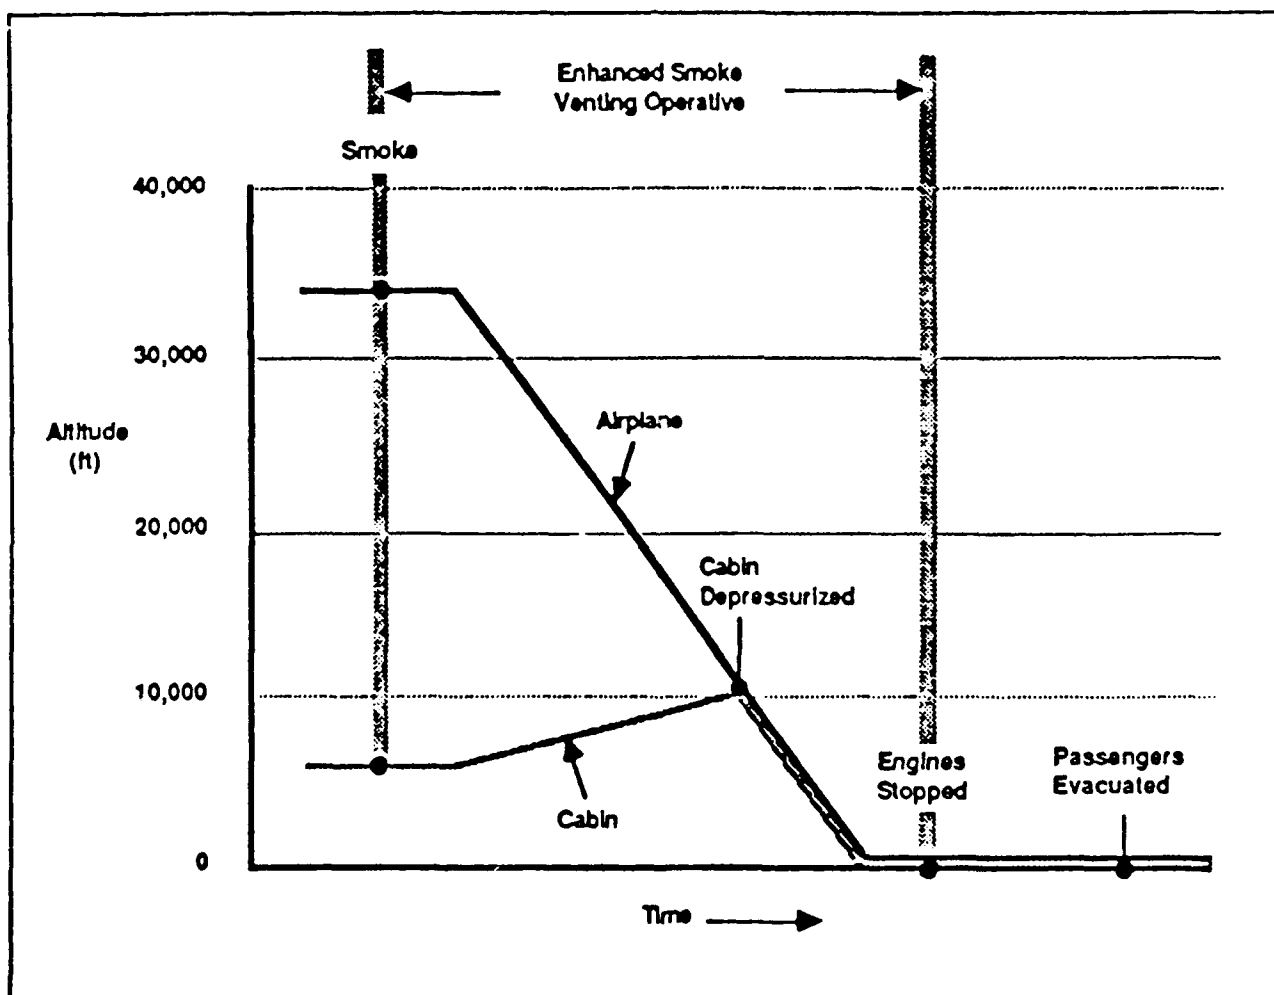 Enhanced Smoke
Venting Operative
Smoke
40,000
30,000
Airplane
Altitude
(ft)
20,000
Cabin
Depressurized
10,000
Engines
Stopped
Passengers
Evacuated
Cabin
0
Time